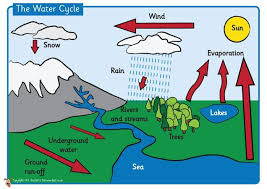 The Water Cycle
Wind
Sun
Snow
Evaporation
Rain
Rivers
and streams
Lakes
Trees
Underground
water
Ground
run-off
Sea